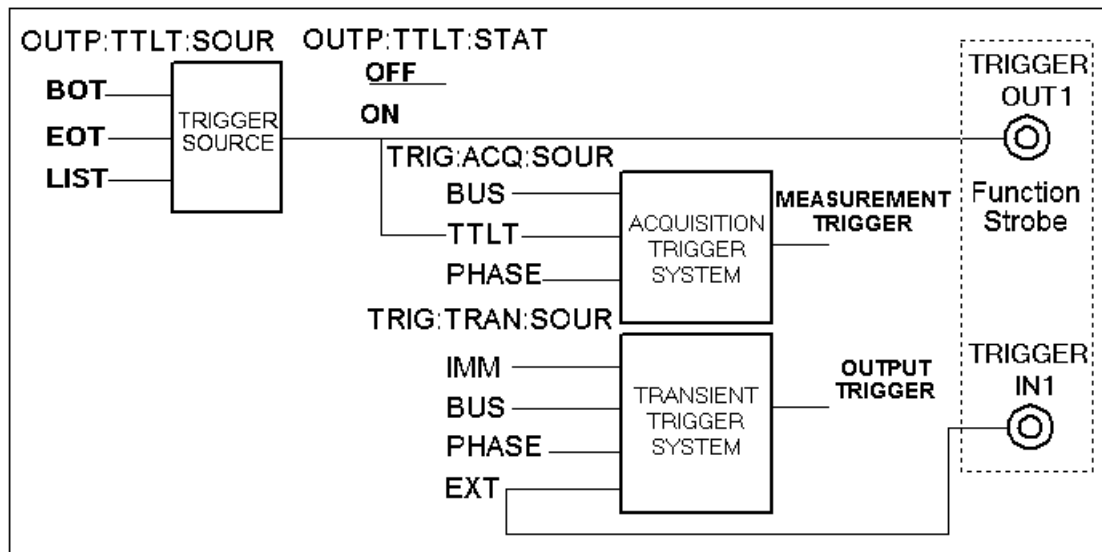 OUTP:TTLT:SOUR
OUTP:TTLT:STAT
BOT
EOT
LIST
TRIGGER
SOURCE
OFF
ON
TRIGGER
OUT1
Function
Strobe
TRIG:ACQ:SOUR
BUS
TTLT
PHASE
ACQUISITION
TRIGGER
SYSTEM
MEASUREMENT
TRIGGER
TRIG:TRAN:SOUR
IMM
BUS
PHASE
EXT
TRANSIENT
TRIGGER
SYSTEM
OUTPUT
TRIGGER
TRIGGER
IN1